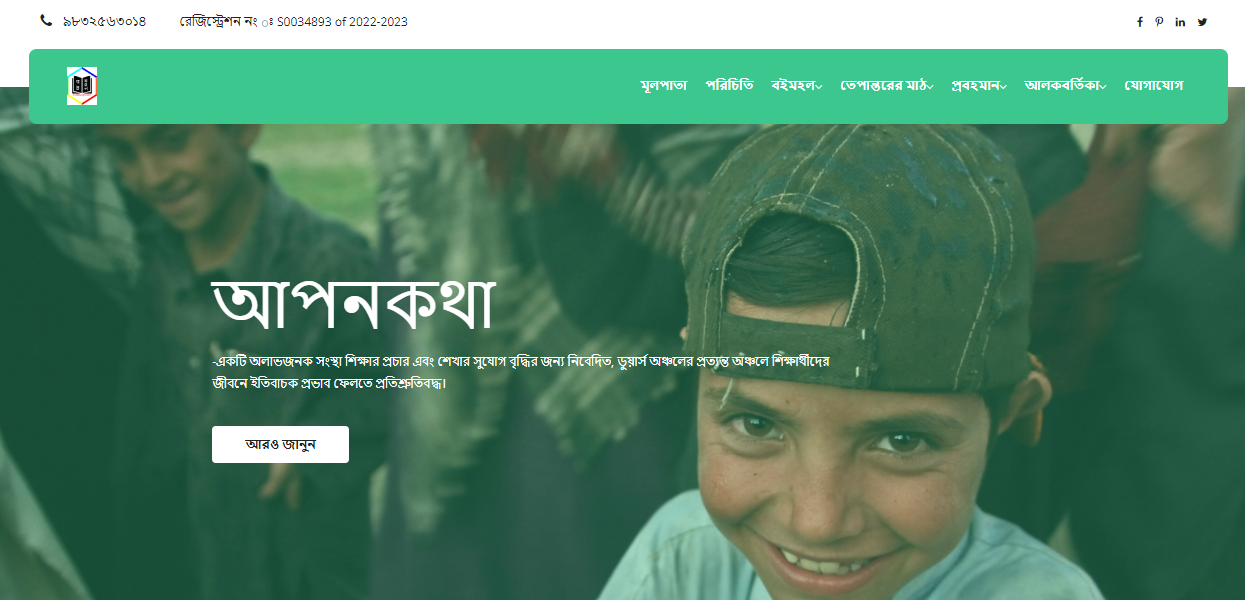 ৯৮৩২৫৬৩০১৪ রেজিস্ট্রেশন নং ঃ S0034893 of 2022-2023
মূলপাতা পরিচিতি বইমহল তেপান্তরের মাঠ প্রবহমান আলকবর্তিকা যোগাযোগ
আপনকথা
-একটি অলাভজনক সংস্থা শিক্ষার প্রচার এবং শেখার সুযোগ বৃদ্ধির জন্য নিবেদিত, ডুয়ার্স অঞ্চলের প্রত্যন্ত অঞ্চলে শিক্ষার্থীদের
জীবনে ইতিবাচক প্রভাব ফেলতে প্রতিশ্রুতিবদ্ধ।
আরও জানুন